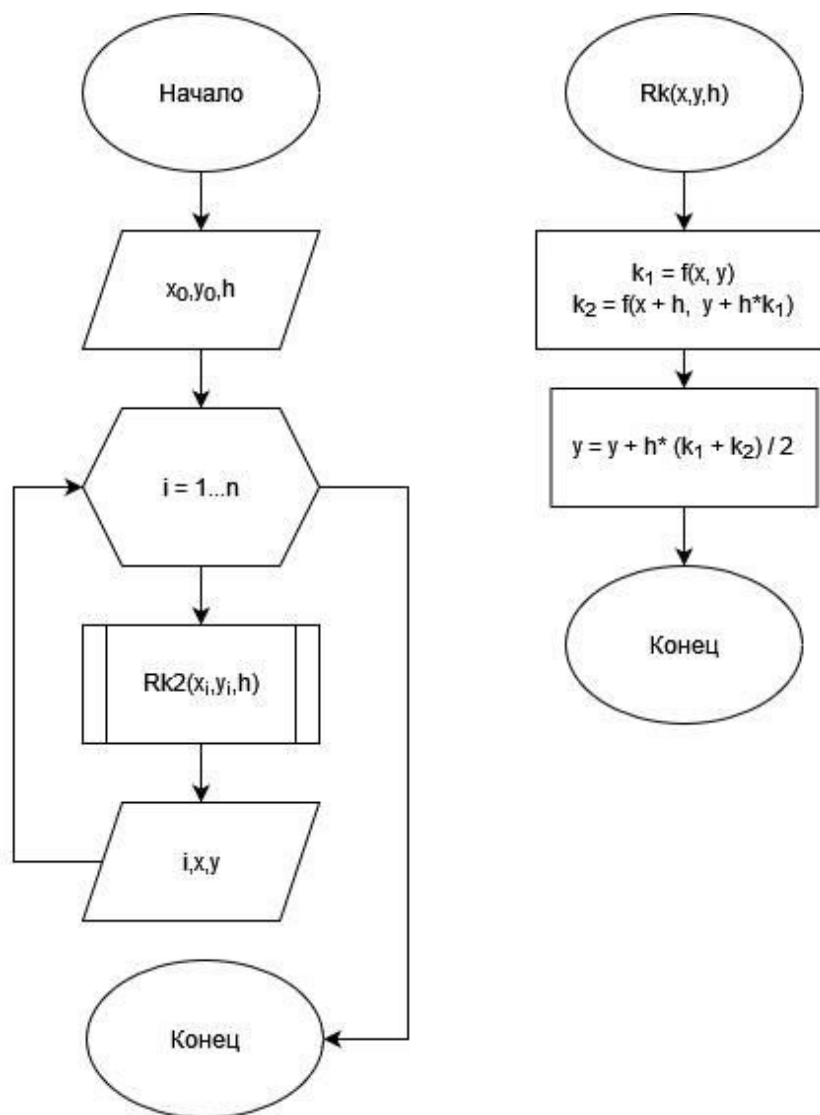 Начало
x₀,y₀,h
i = 1...n
Rk2(xᵢ,yᵢ,h)
i,x,y
Конец
Rk(x,y,h)
k₁ = f(x, y)
k₂ = f(x + h, y + h*k₁)
y = y + h* (k₁ + k₂) / 2
Конец